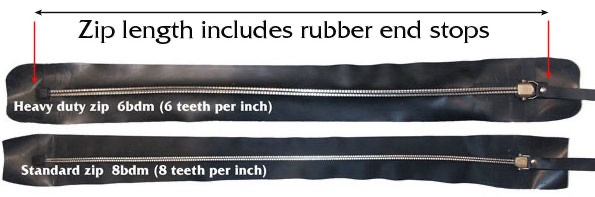 Zip length includes rubber end stops
Heavy duty zip 6bdm (6 teeth per inch)
Standard zip 8bdm (8 teeth per inch)